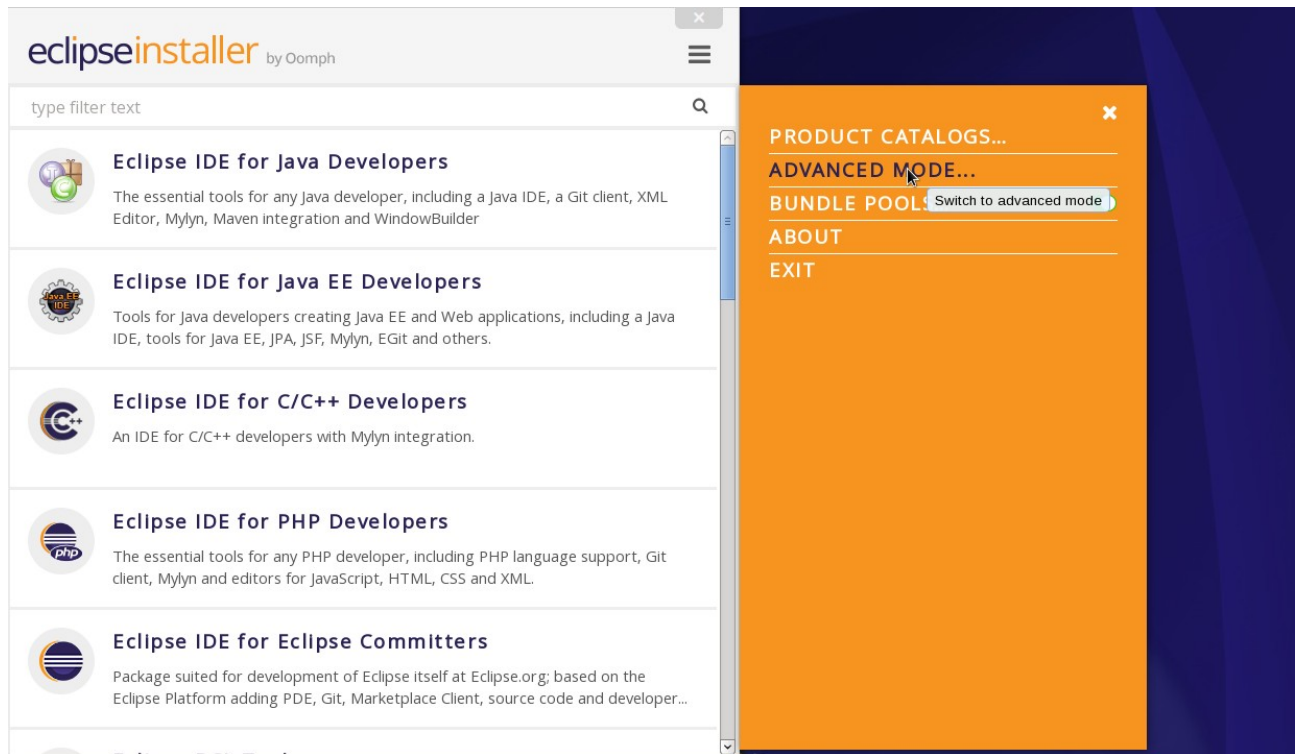 eclipseinstaller by Oomph
type filter text
Eclipse IDE for Java Developers
The essential tools for any Java developer, including a Java IDE, a Git client, XML
Editor, Mylyn, Maven integration and WindowBuilder
Java EE
IDE
Eclipse IDE for Java EE Developers
Tools for Java developers creating Java EE and Web applications, including a Java
IDE, tools for Java EE, JPA, JSF, Mylyn, EGit and others.
C++
Eclipse IDE for C/C++ Developers
An IDE for C/C++ developers with Mylyn integration.
php
Eclipse IDE for PHP Developers
The essential tools for any PHP developer, including PHP language support, Git
client, Mylyn and editors for JavaScript, HTML, CSS and XML.
Eclipse IDE for Eclipse Committers
Package suited for development of Eclipse itself at Eclipse.org; based on the
Eclipse Platform adding PDE, Git, Marketplace Client, source code and developer...
PRODUCT CATALOGS...
ADVANCED MODE...
BUNDLE POOLS
Switch to advanced mode
ABOUT
EXIT